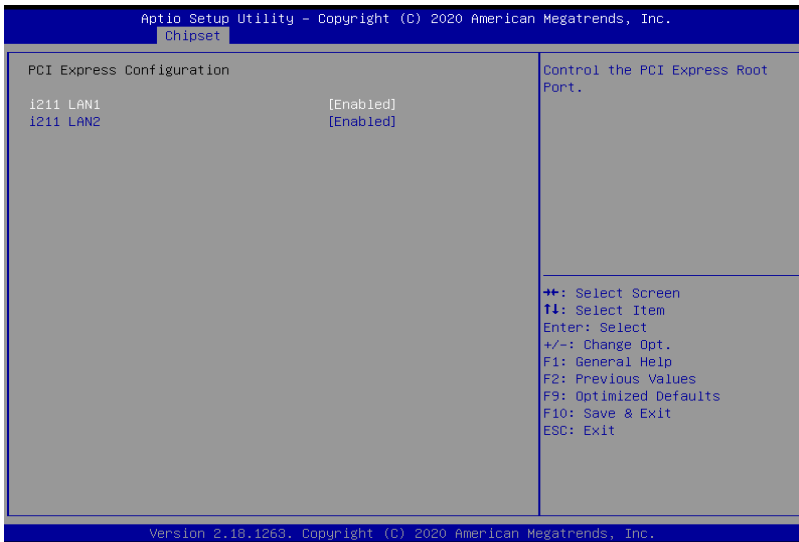 Aptio Setup Utility – Copyright (C) 2020 American Megatrends, Inc.
Chipset
PCI Express Configuration
i211 LAN1 [Enabled]
i211 LAN2 [Enabled]
Control the PCI Express Root
Port.
→←: Select Screen
↑↓: Select Item
Enter: Select
+/-: Change Opt.
F1: General Help
F2: Previous Values
F9: Optimized Defaults
F10: Save & Exit
ESC: Exit
Version 2.18.1263. Copyright (C) 2020 American Megatrends, Inc.